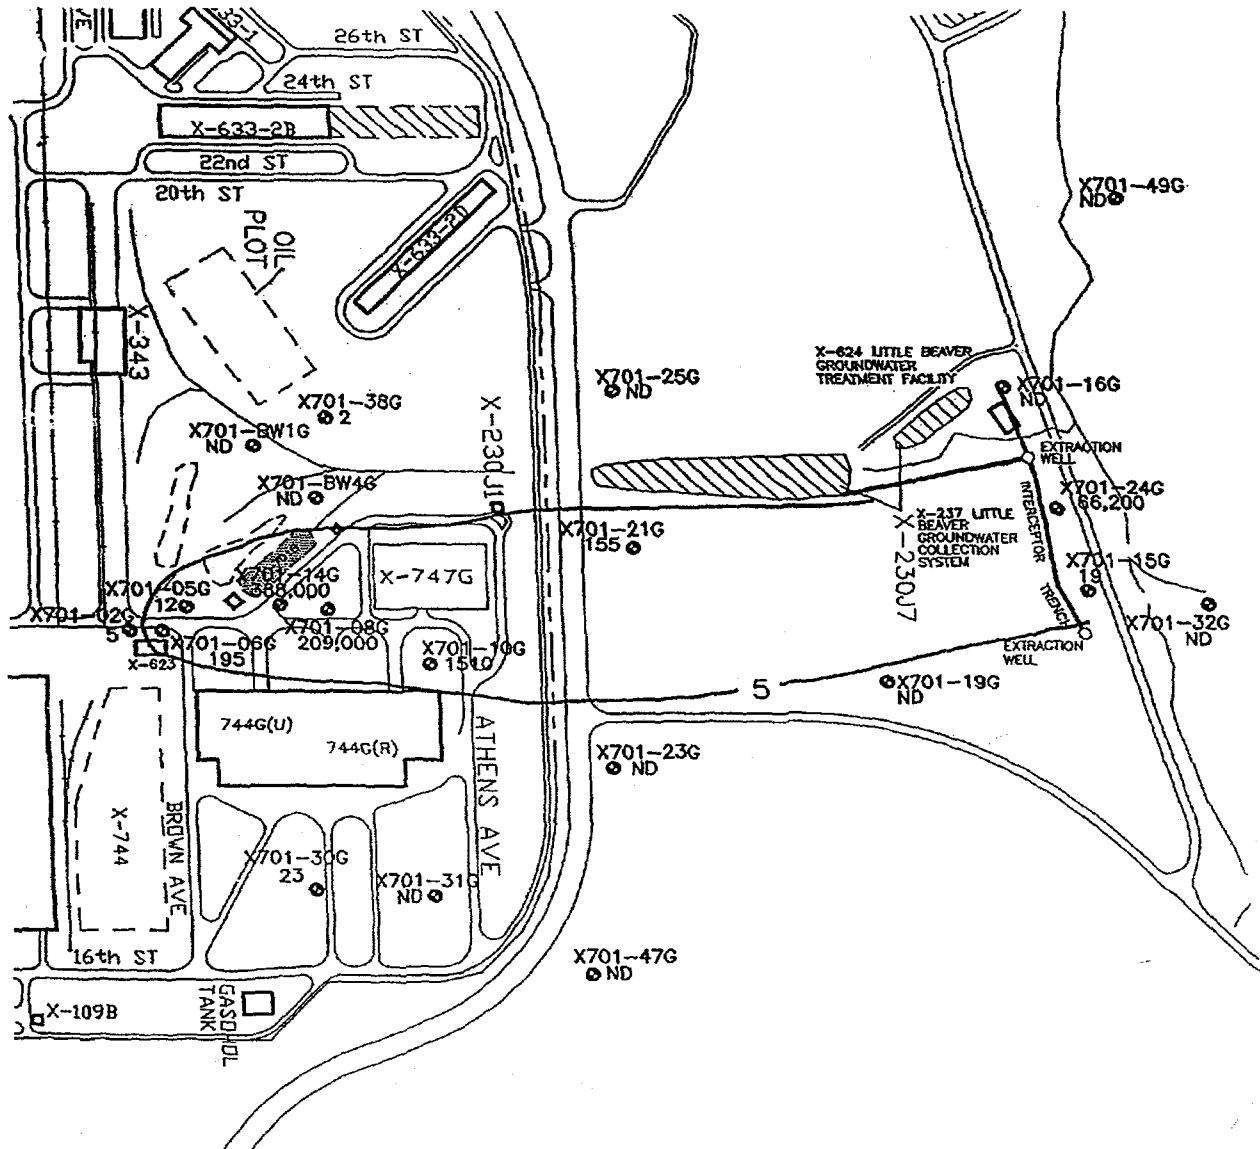 26th ST
24th ST
X-633-2B
22nd ST
20th ST
X701-49G
ND
OIL
PLOT
X-633-2D
X-343
X-624 LITTLE BEAVER
GROUNDWATER
TREATMENT FACILITY
X701-25G
ND
X701-16G
ND
X701-38G
2
X701-BW1G
ND
X-230J1
EXTRACTION
WELL
X701-BW4G
ND
X701-24G
66,200
INTERCEPTOR
TRENCH
X-237 LITTLE
BEAVER
GROUNDWATER
COLLECTION
SYSTEM
X-230J7
X701-21G
155
X701-15G
19
X701-05G
12
X701-14G
X-747G
X701-02G
5
X701-08G
209,000
X701-32G
ND
X701-06G
195
X-623
X701-10G
1510
EXTRACTION
WELL
5
X701-19G
ND
744G(U)
744G(R)
ATHENS AVE
X701-23G
ND
X-744
BROWN AVE
X701-30G
23
X701-31G
ND
16th ST
X701-47G
ND
X-109B
GASOHOL
TANK